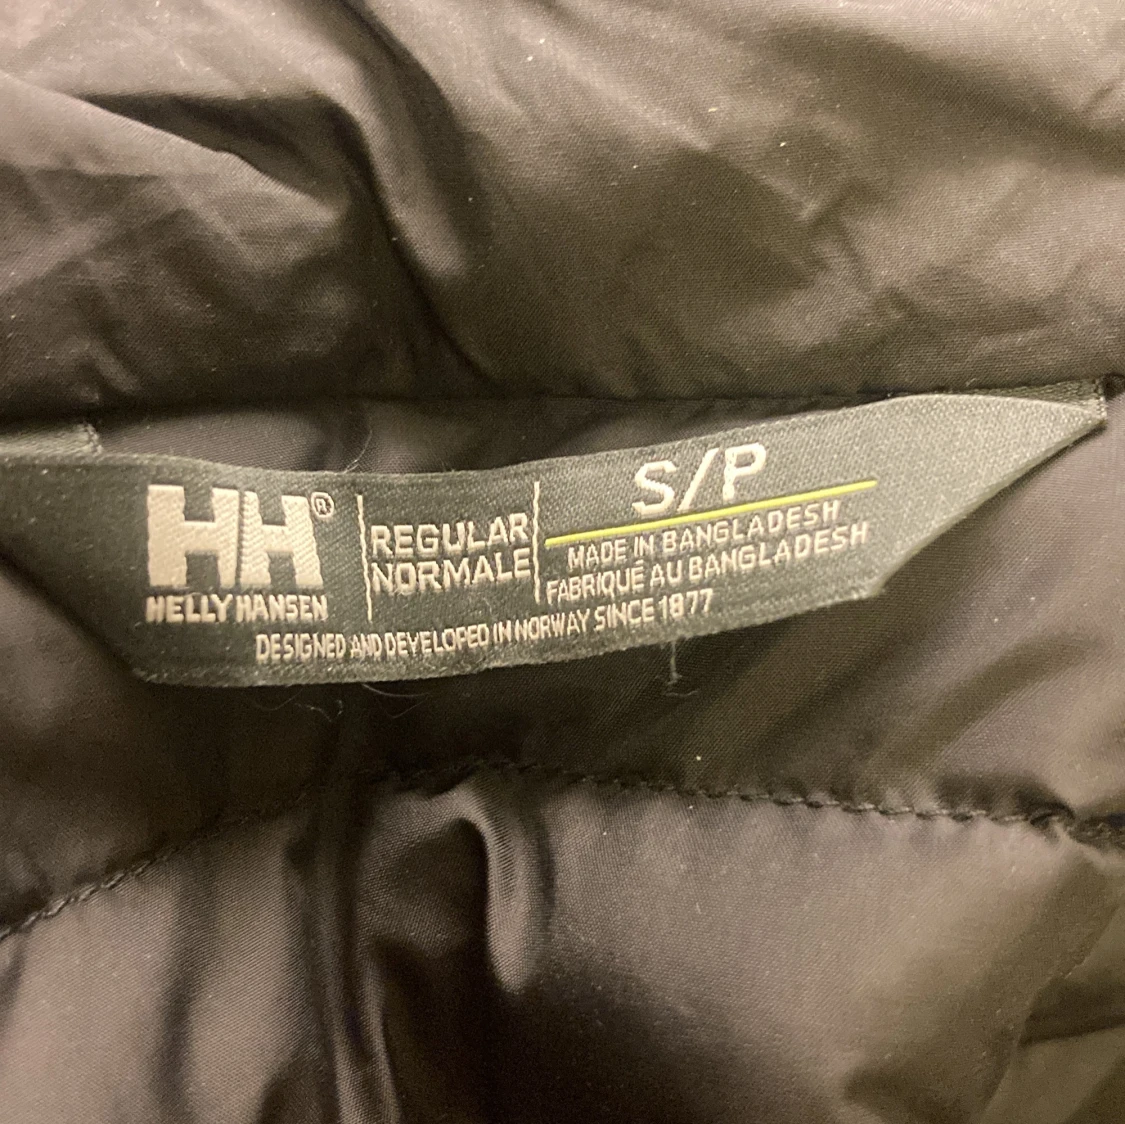 HH®
HELLY HANSEN
REGULAR
NORMALE
S/P
MADE IN BANGLADESH
FABRIQUÉ AU BANGLADESH
DESIGNED AND DEVELOPED IN NORWAY SINCE 1877